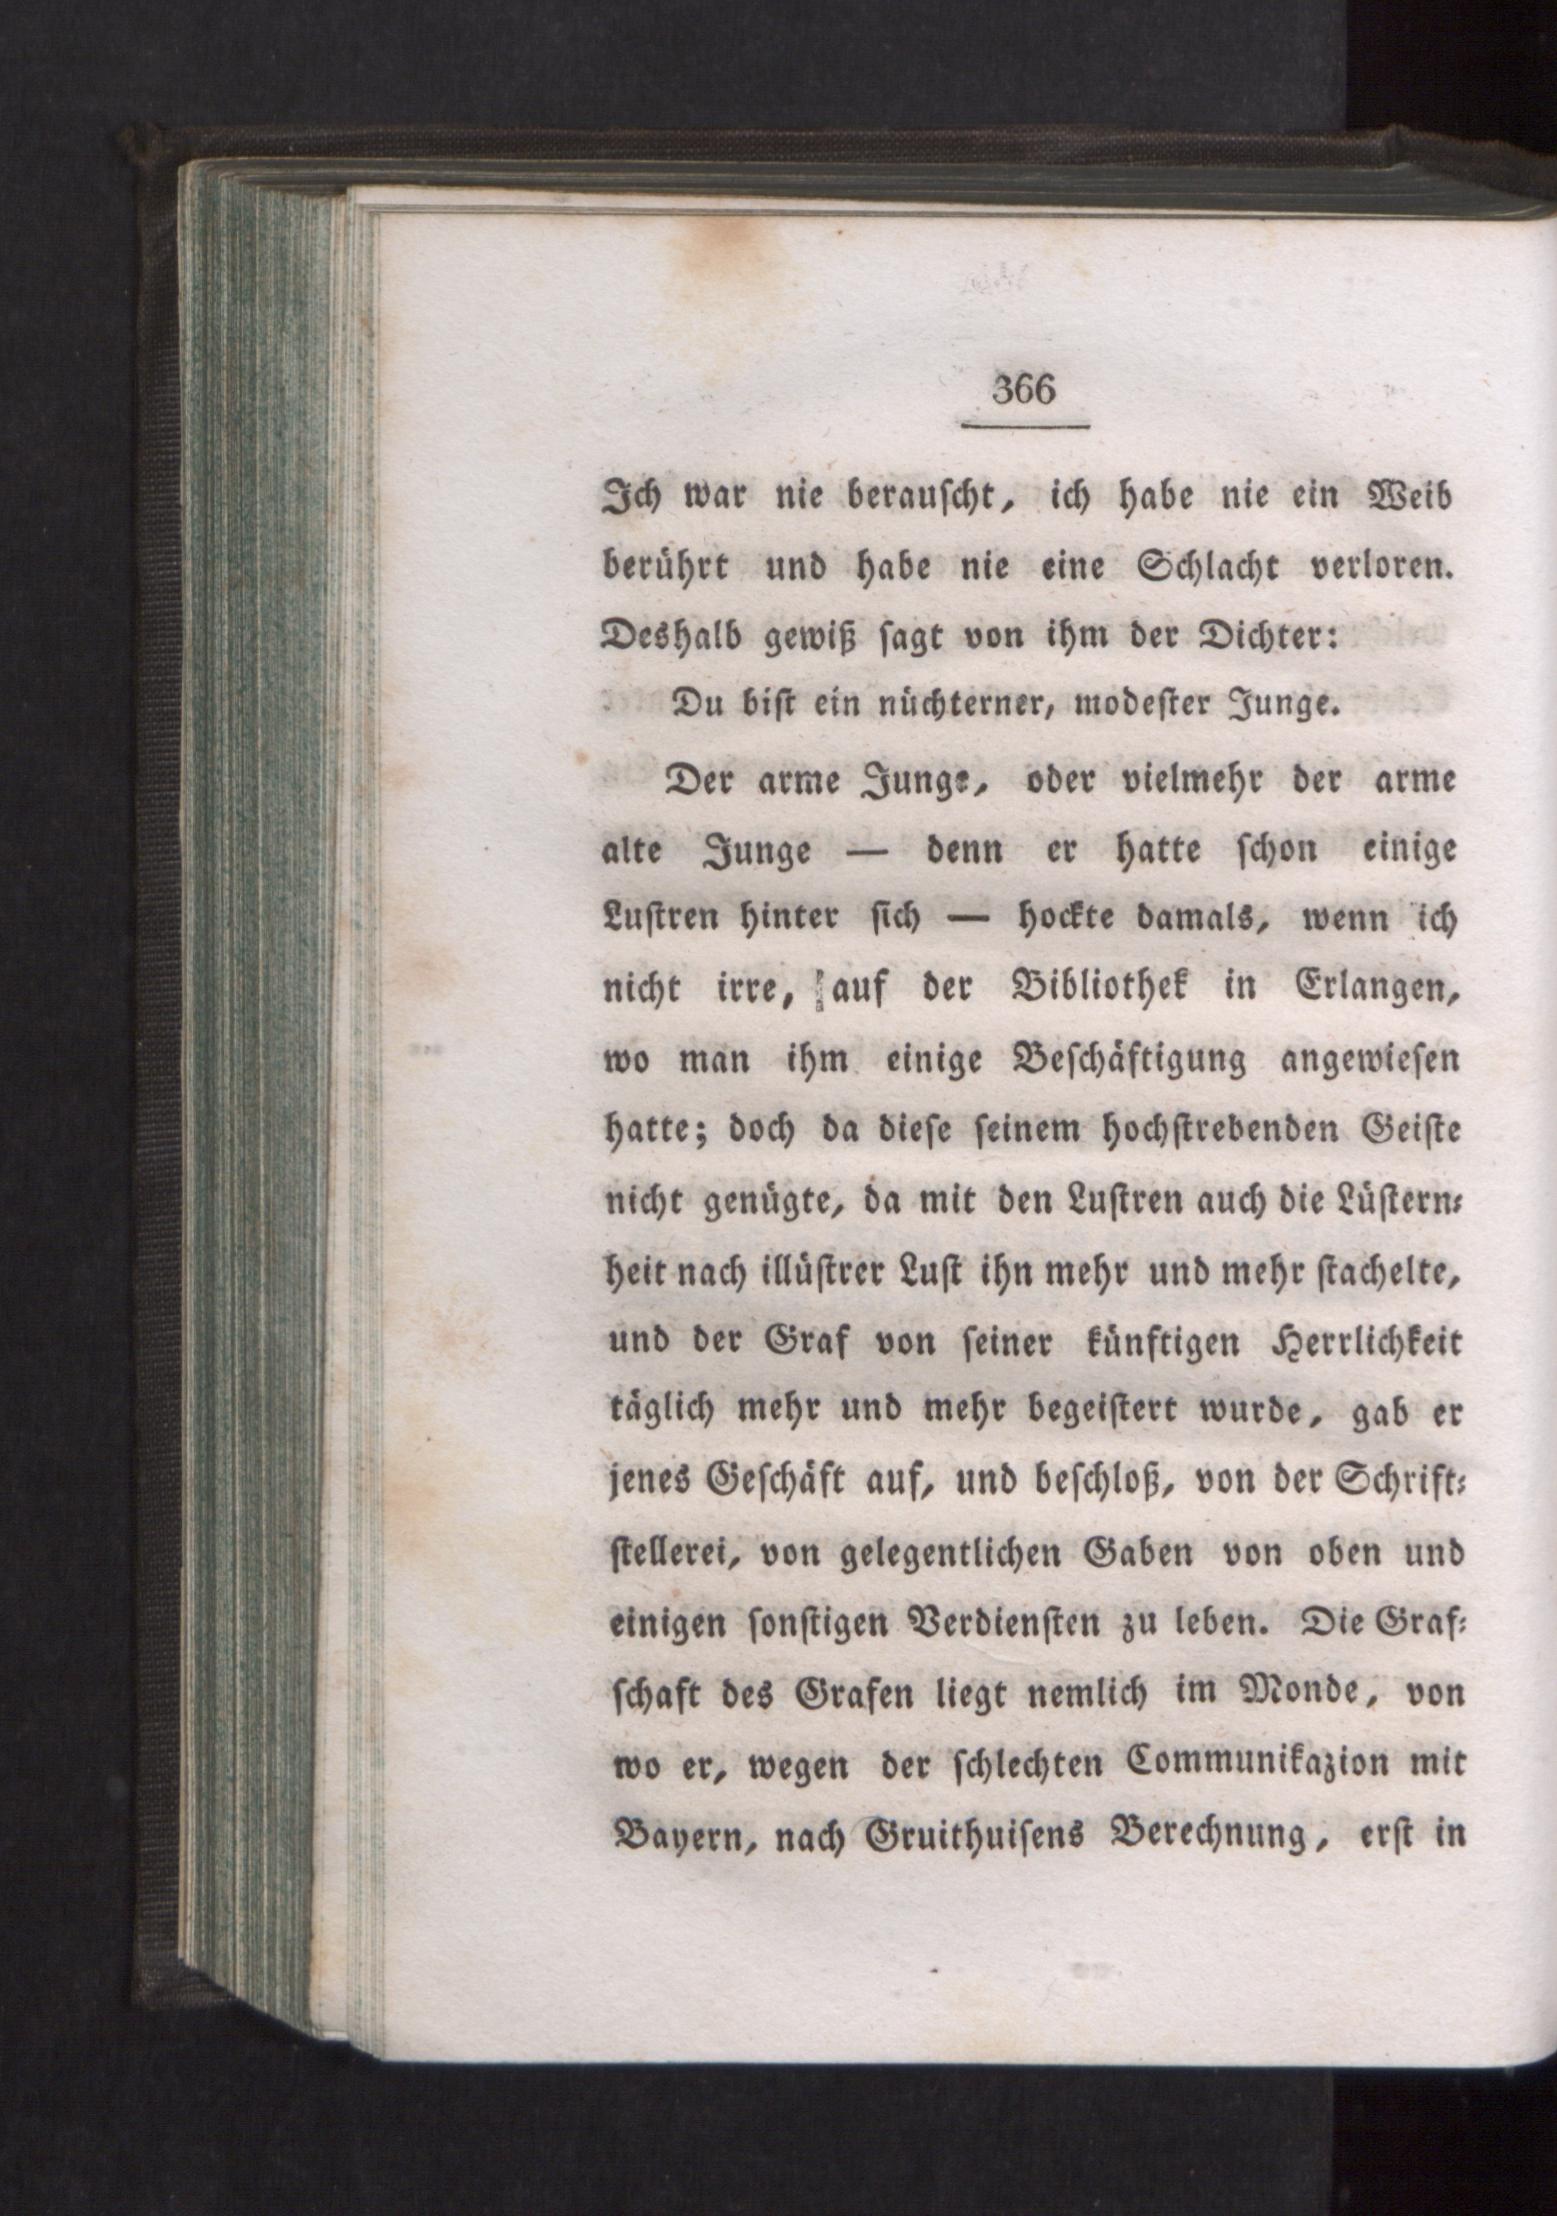 366
Ich war nie berauſcht, ich habe nie ein Weib
berührt und habe nie eine Schlacht verloren.
Deshalb gewiß ſagt von ihm der Dichter:
Du biſt ein nüchterner, modeſter Junge.
Der arme Junge, oder vielmehr der arme
alte Junge — denn er hatte ſchon einige
Luſtren hinter ſich — hockte damals, wenn ich
nicht irre, auf der Bibliothek in Erlangen,
wo man ihm einige Beſchäftigung angewieſen
hatte; doch da dieſe ſeinem hochſtrebenden Geiſte
nicht genügte, da mit den Luſtren auch die Lüſtern⸗
heit nach illüſtrer Luſt ihn mehr und mehr ſtachelte,
und der Graf von ſeiner künftigen Herrlichkeit
täglich mehr und mehr begeiſtert wurde, gab er
jenes Geſchäft auf, und beſchloß, von der Schrift⸗
ſtellerei, von gelegentlichen Gaben von oben und
einigen ſonſtigen Verdienſten zu leben. Die Graf⸗
ſchaft des Grafen liegt nemlich im Monde, von
wo er, wegen der ſchlechten Communikazion mit
Bayern, nach Gruithuiſens Berechnung, erſt in